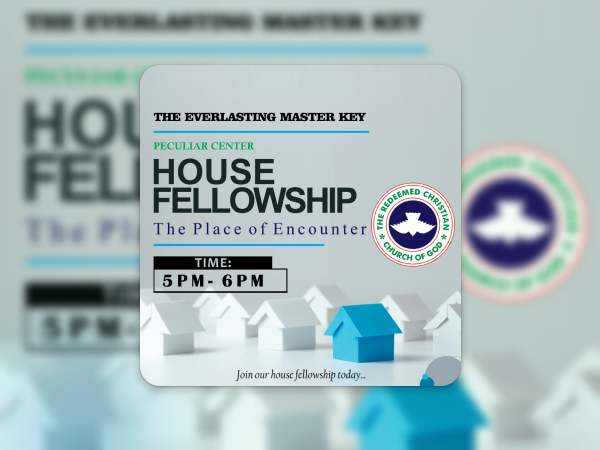 THE EVERLASTING MASTER KEY
PECULIAR CENTER
HOUSE
FELLOWSHIP
The Place of Encounter
THE REDEEMED CHRISTIAN
CHURCH OF GOD
TIME:
5PM- 6PM
Join our house fellowship today...